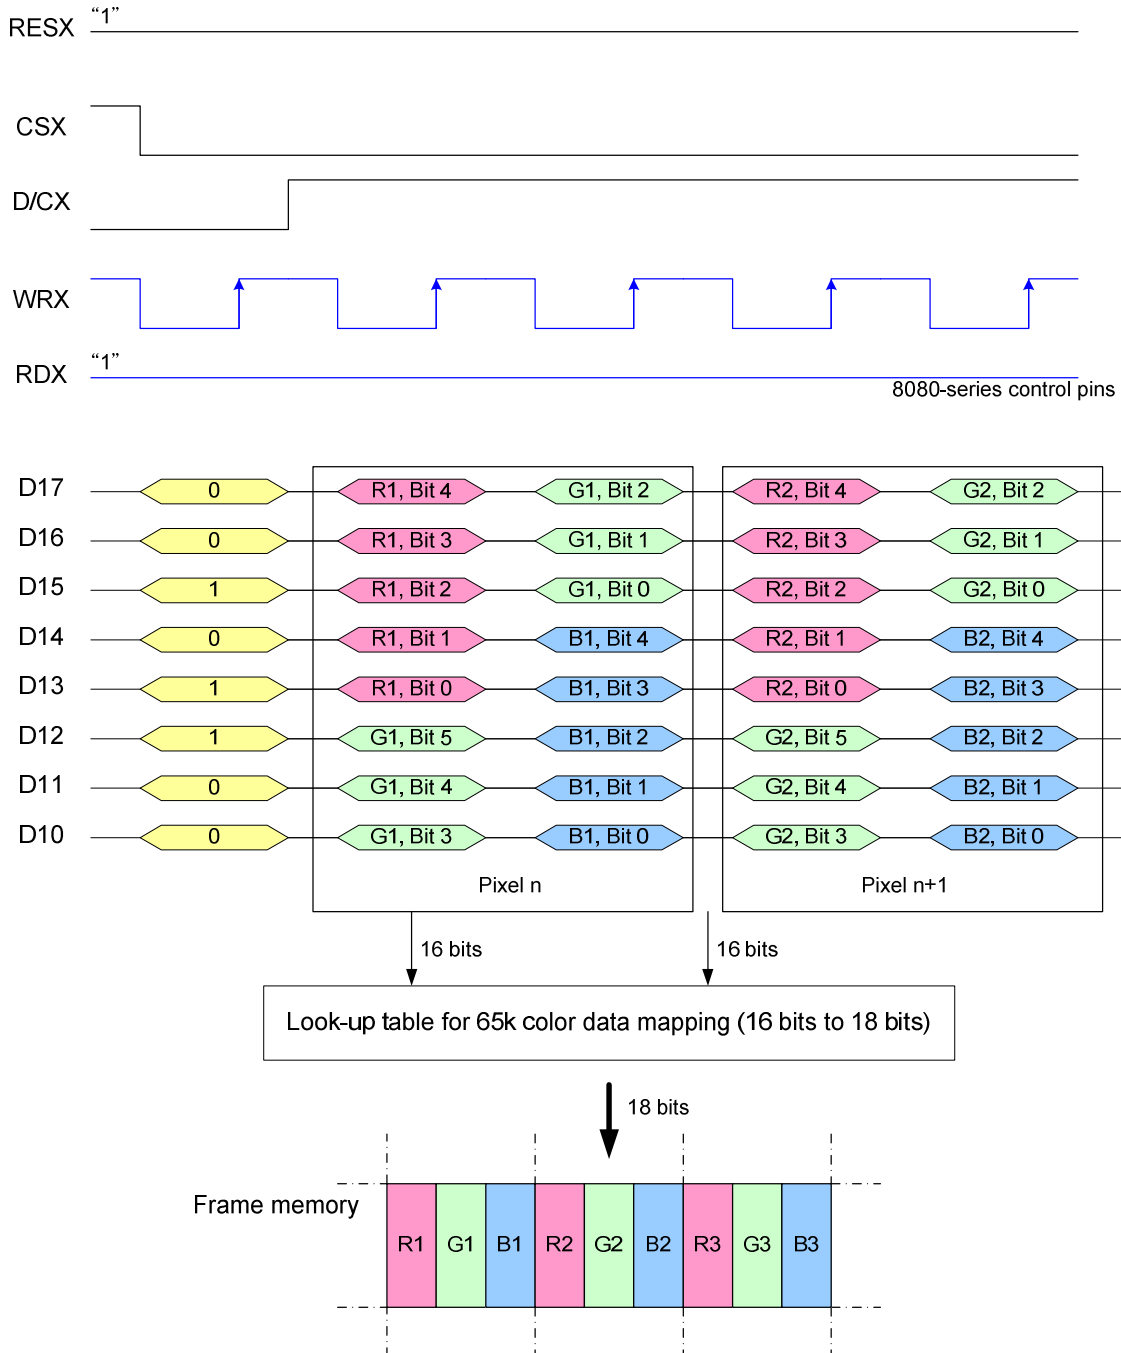 RESX “1”
CSX
D/CX
WRX
RDX “1”
8080-series control pins
D17 0 R1, Bit 4 G1, Bit 2 R2, Bit 4 G2, Bit 2
D16 0 R1, Bit 3 G1, Bit 1 R2, Bit 3 G2, Bit 1
D15 1 R1, Bit 2 G1, Bit 0 R2, Bit 2 G2, Bit 0
D14 0 R1, Bit 1 B1, Bit 4 R2, Bit 1 B2, Bit 4
D13 1 R1, Bit 0 B1, Bit 3 R2, Bit 0 B2, Bit 3
D12 1 G1, Bit 5 B1, Bit 2 G2, Bit 5 B2, Bit 2
D11 0 G1, Bit 4 B1, Bit 1 G2, Bit 4 B2, Bit 1
D10 0 G1, Bit 3 B1, Bit 0 G2, Bit 3 B2, Bit 0
Pixel n Pixel n+1
16 bits 16 bits
Look-up table for 65k color data mapping (16 bits to 18 bits)
18 bits
Frame memory
R1 G1 B1 R2 G2 B2 R3 G3 B3